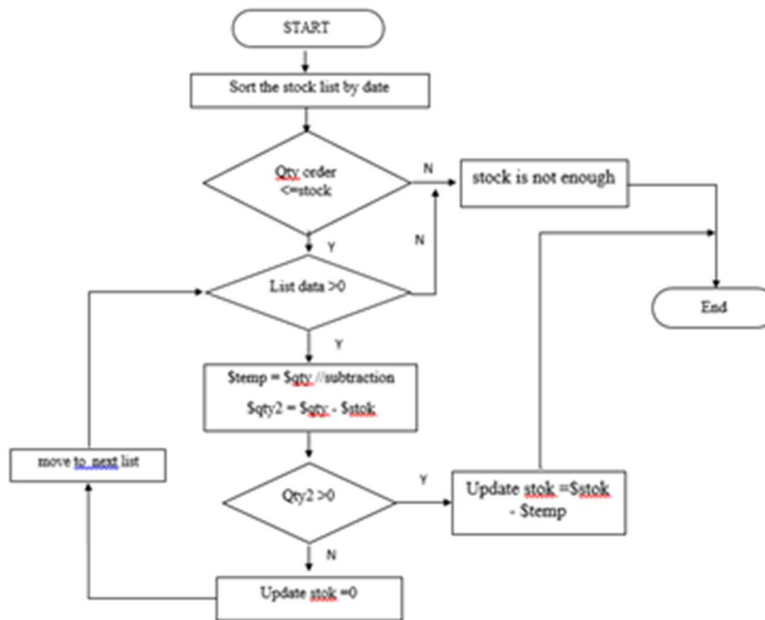 START
Sort the stock list by date
Qty order
<=stock
N
stock is not enough
Y
N
List data >0
End
Y
$temp = $qty //subtraction
$qty2 = $qty - $stok
move to next list
Qty2 >0
Y
Update stok =$stok
- $temp
N
Update stok =0